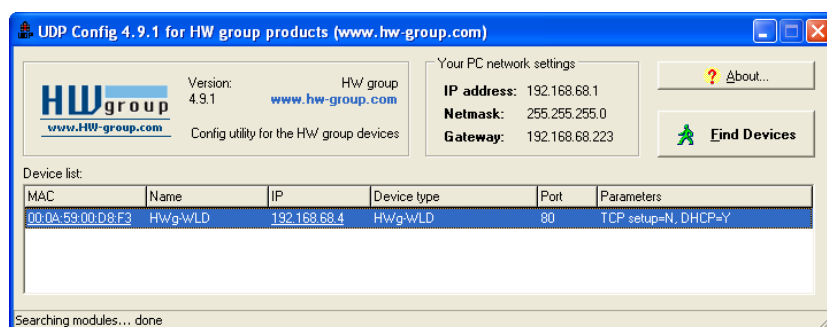 UDP Config 4.9.1 for HW group products (www.hw-group.com)
HWgroup
www.HW-group.com
Version: HW group
4.9.1 www.hw-group.com
Config utility for the HW group devices
Your PC network settings
IP address: 192.168.68.1
Netmask: 255.255.255.0
Gateway: 192.168.68.223
? About...
Find Devices
Device list:
MAC Name IP Device type Port Parameters
00:0A:59:00:D8:F3 HWg-WLD 192.168.68.4 HWg-WLD 80 TCP setup=N, DHCP=Y
Searching modules... done